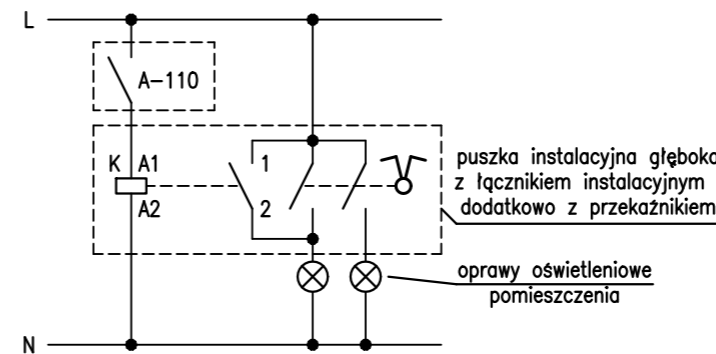 L
A-110
K A1
A2
1
2
puszka instalacyjna głęboka
z łącznikiem instalacyjnym
dodatkowo z przekaźnikiem
oprawy oświetleniowe
pomieszczenia
N